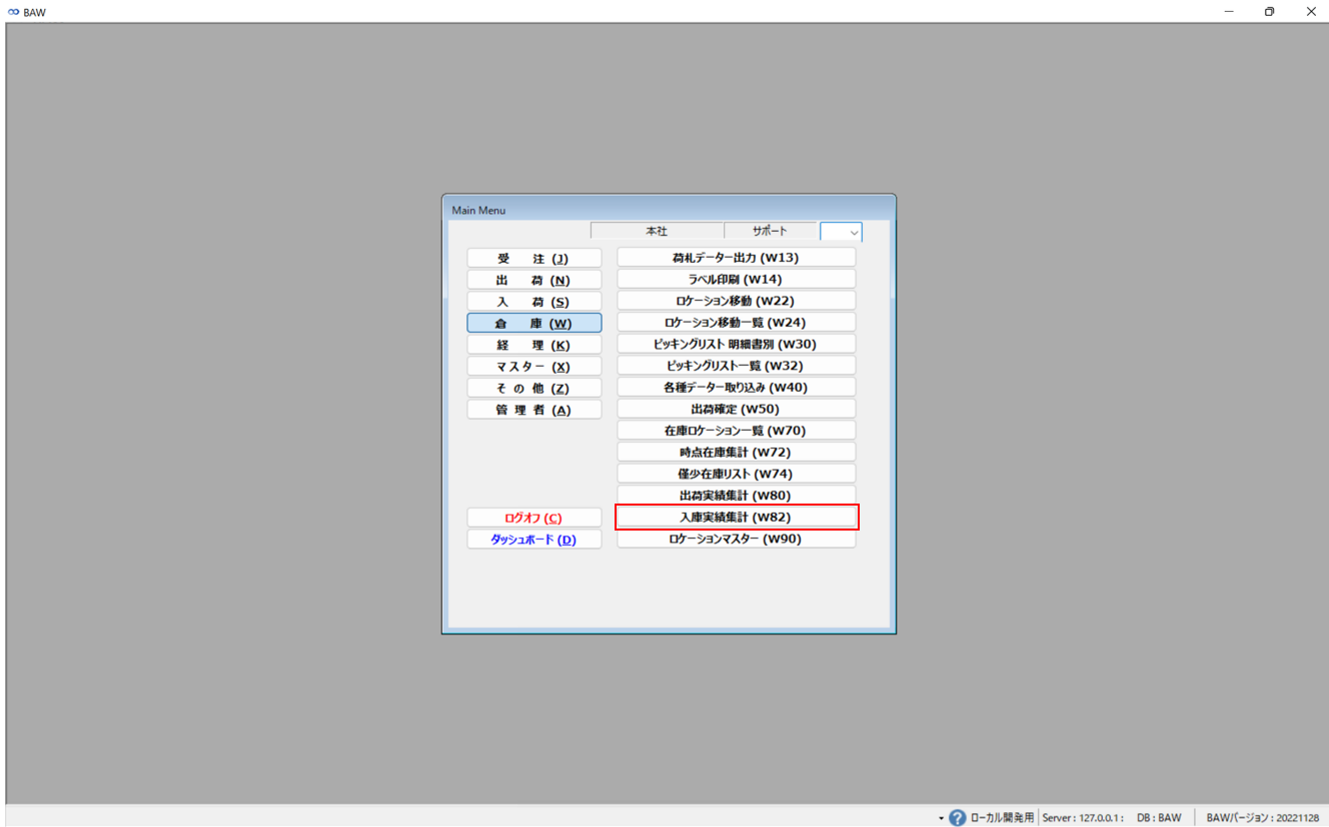 BAW
Main Menu
本社 サポート
受 注 (J)
出 荷 (N)
入 荷 (S)
倉 庫 (W)
経 理 (K)
マスター (X)
そ の 他 (Z)
管 理 者 (A)
ログオフ (C)
ダッシュボード (D)
荷札データー出力 (W13)
ラベル印刷 (W14)
ロケーション移動 (W22)
ロケーション移動一覧 (W24)
ピッキングリスト 明細書別 (W30)
ピッキングリスト一覧 (W32)
各種データー取り込み (W40)
出荷確定 (W50)
在庫ロケーション一覧 (W70)
時点在庫集計 (W72)
僅少在庫リスト (W74)
出荷実績集計 (W80)
入庫実績集計 (W82)
ロケーションマスター (W90)
ローカル開発用 Server : 127.0.0.1 : DB : BAW BAWバージョン : 20221128